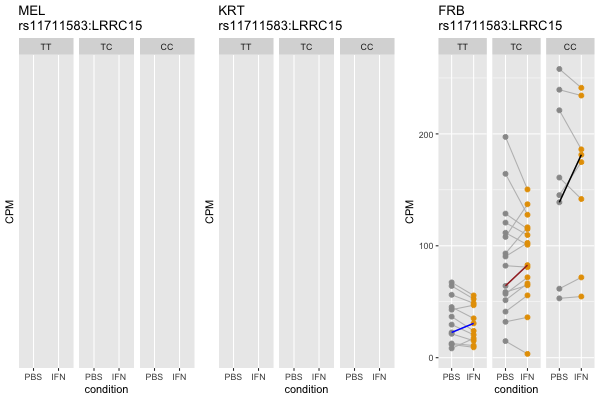 MEL
rs11711583:LRRC15
TT TC CC
CPM
PBS IFN PBS IFN PBS IFN
condition
KRT
rs11711583:LRRC15
TT TC CC
CPM
PBS IFN PBS IFN PBS IFN
condition
FRB
rs11711583:LRRC15
TT TC CC
200
CPM
100
0
PBS IFN PBS IFN PBS IFN
condition